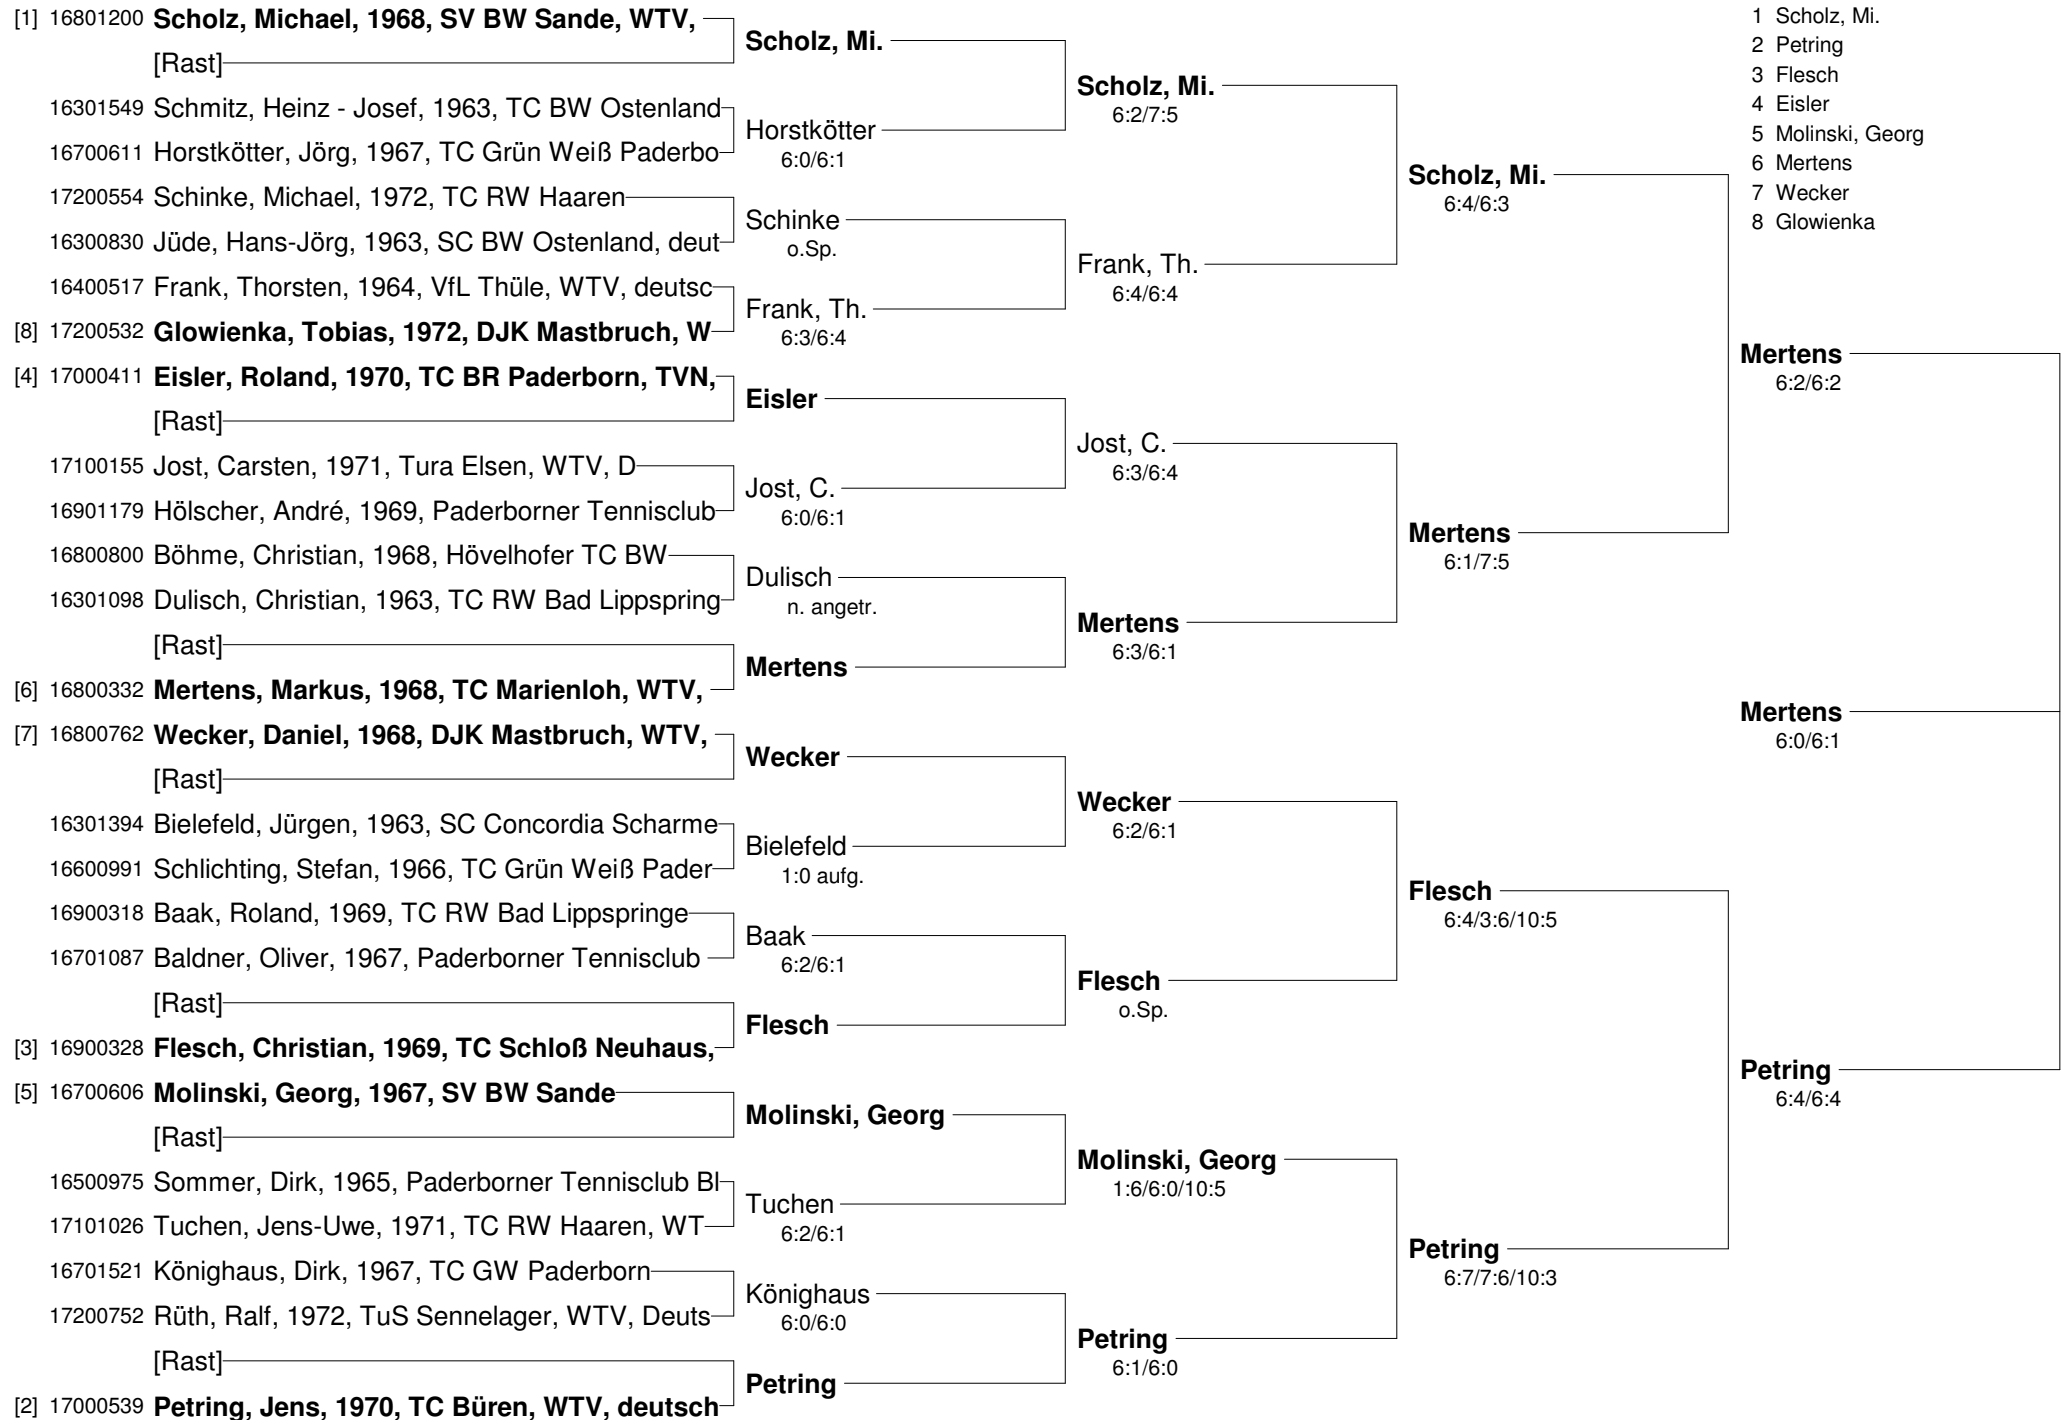 [1] 16801200 Scholz, Michael, 1968, SV BW Sande, WTV,
[Rast]
16301549 Schmitz, Heinz - Josef, 1963, TC BW Ostenland
16700611 Horstkötter, Jörg, 1967, TC Grün Weiß Paderbo
17200554 Schinke, Michael, 1972, TC RW Haaren
16300830 Jüde, Hans-Jörg, 1963, SC BW Ostenland, deut
16400517 Frank, Thorsten, 1964, VfL Thüle, WTV, deutsc
[8] 17200532 Glowienka, Tobias, 1972, DJK Mastbruch, W
[4] 17000411 Eisler, Roland, 1970, TC BR Paderborn, TVN,
[Rast]
17100155 Jost, Carsten, 1971, Tura Elsen, WTV, D
16901179 Hölscher, André, 1969, Paderborner Tennisclub
16800800 Böhme, Christian, 1968, Hövelhofer TC BW
16301098 Dulisch, Christian, 1963, TC RW Bad Lippspring
[Rast]
[6] 16800332 Mertens, Markus, 1968, TC Marienloh, WTV,
[7] 16800762 Wecker, Daniel, 1968, DJK Mastbruch, WTV,
[Rast]
16301394 Bielefeld, Jürgen, 1963, SC Concordia Scharme
16600991 Schlichting, Stefan, 1966, TC Grün Weiß Pader
16900318 Baak, Roland, 1969, TC RW Bad Lippspringe
16701087 Baldner, Oliver, 1967, Paderborner Tennisclub
[Rast]
[3] 16900328 Flesch, Christian, 1969, TC Schloß Neuhaus,
[5] 16700606 Molinski, Georg, 1967, SV BW Sande
[Rast]
16500975 Sommer, Dirk, 1965, Paderborner Tennisclub Bl
17101026 Tuchen, Jens-Uwe, 1971, TC RW Haaren, WT
16701521 Könighaus, Dirk, 1967, TC GW Paderborn
17200752 Rüth, Ralf, 1972, TuS Sennelager, WTV, Deuts
[Rast]
[2] 17000539 Petring, Jens, 1970, TC Büren, WTV, deutsch
Scholz, Mi.
Horstkötter
6:0/6:1
Schinke
o.Sp.
Frank, Th.
6:3/6:4
Eisler
Jost, C.
6:0/6:1
Dulisch
n. angetr.
Mertens
Wecker
Bielefeld
1:0 aufg.
Baak
6:2/6:1
Flesch
Molinski, Georg
Tuchen
6:2/6:1
Könighaus
6:0/6:0
Petring
Scholz, Mi.
6:2/7:5
Frank, Th.
6:4/6:4
Jost, C.
6:3/6:4
Mertens
6:3/6:1
Wecker
6:2/6:1
Flesch
o.Sp.
Molinski, Georg
1:6/6:0/10:5
Petring
6:1/6:0
Scholz, Mi.
6:4/6:3
Mertens
6:1/7:5
Flesch
6:4/3:6/10:5
Petring
6:7/7:6/10:3
1 Scholz, Mi.
2 Petring
3 Flesch
4 Eisler
5 Molinski, Georg
6 Mertens
7 Wecker
8 Glowienka
Mertens
6:2/6:2
Mertens
6:0/6:1
Petring
6:4/6:4